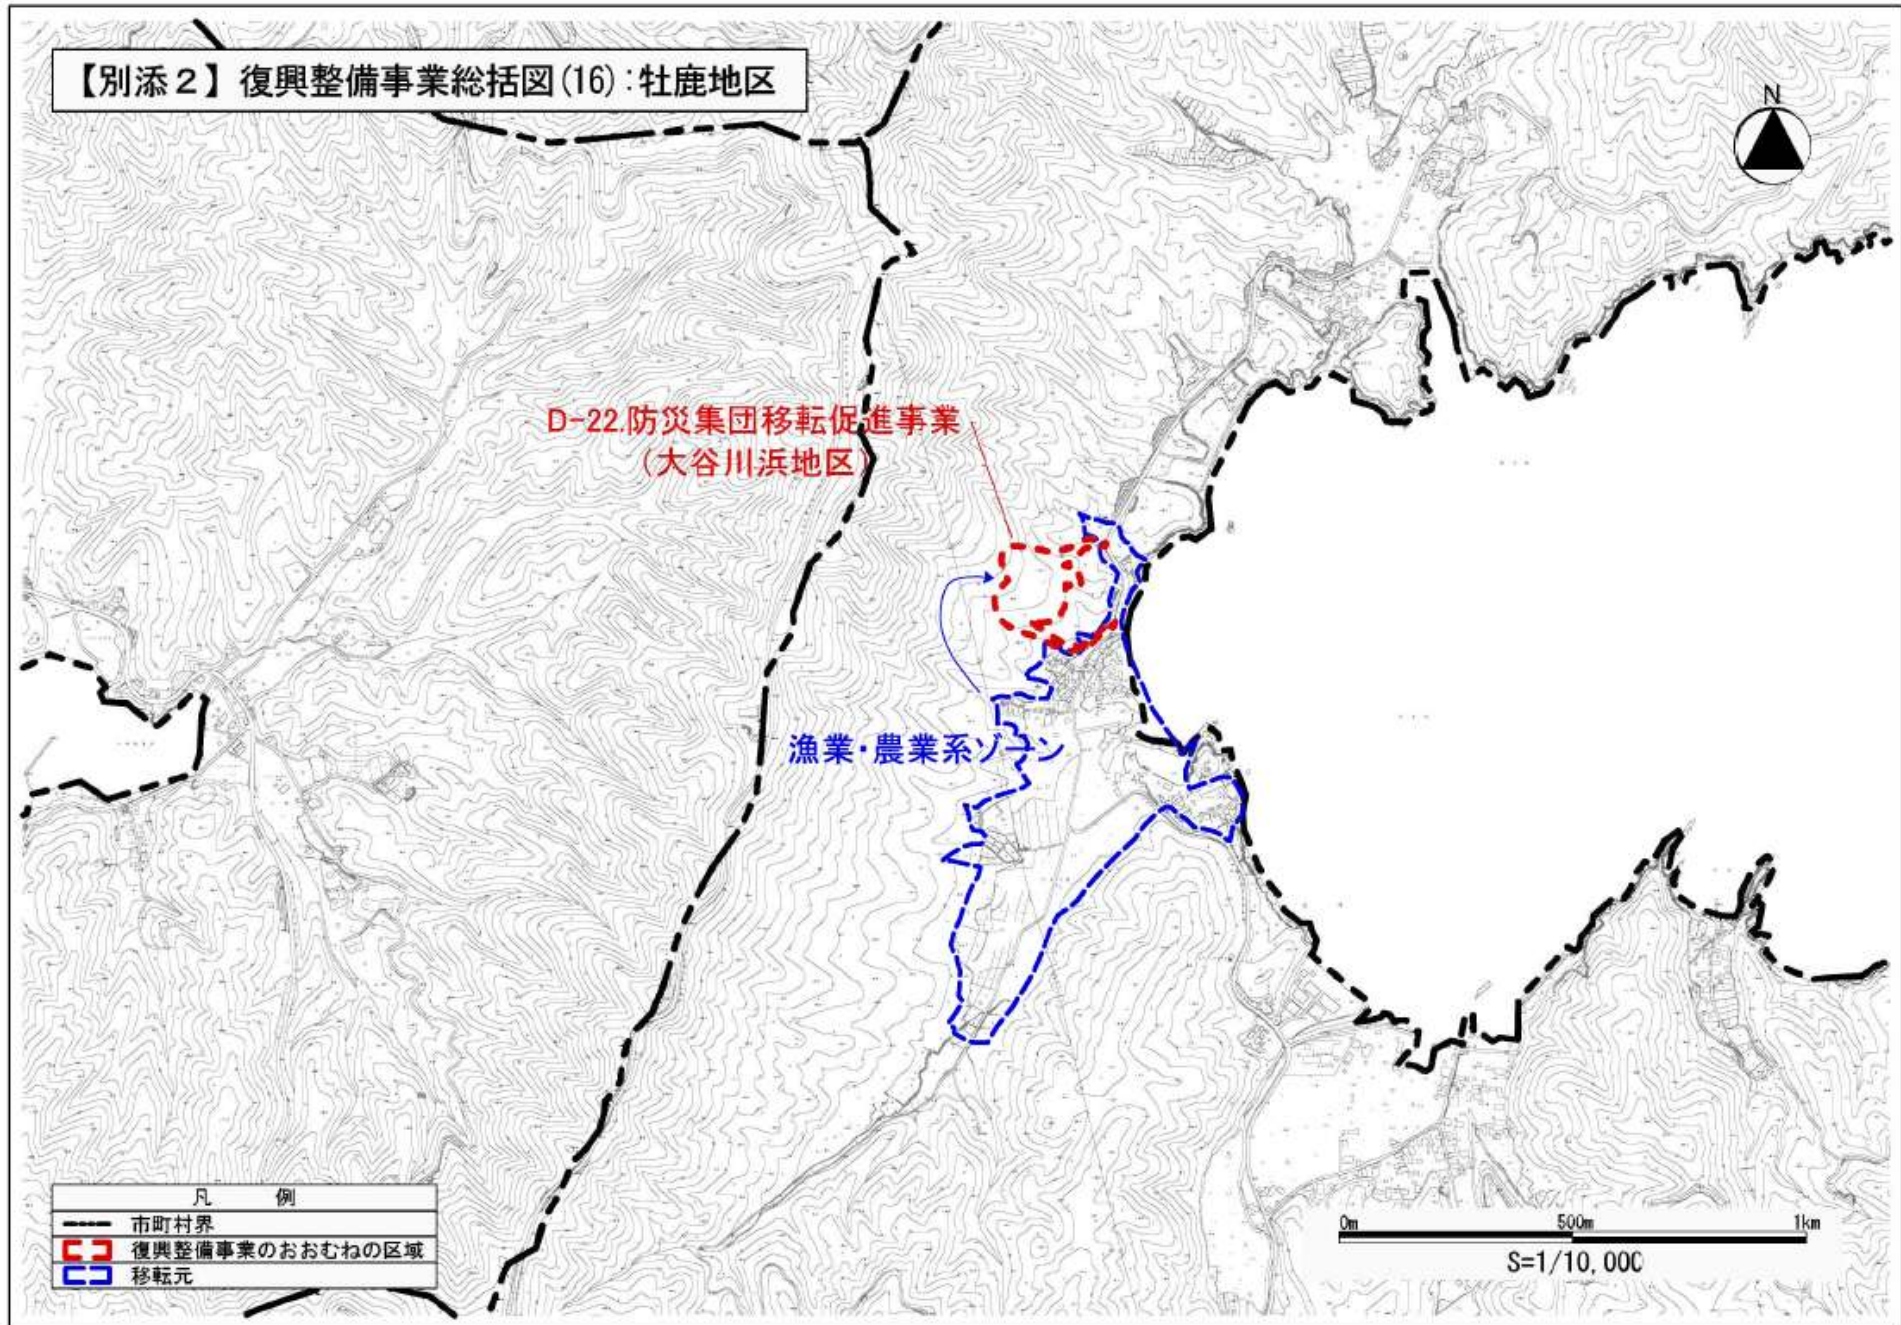 【別添２】復興整備事業総括図(16):牡鹿地区
N
D-22.防災集団移転促進事業
(大谷川浜地区)
漁業・農業系ゾーン
凡 例
市町村界
復興整備事業のおおむねの区域
移転元
0m 500m 1km
S=1/10,000